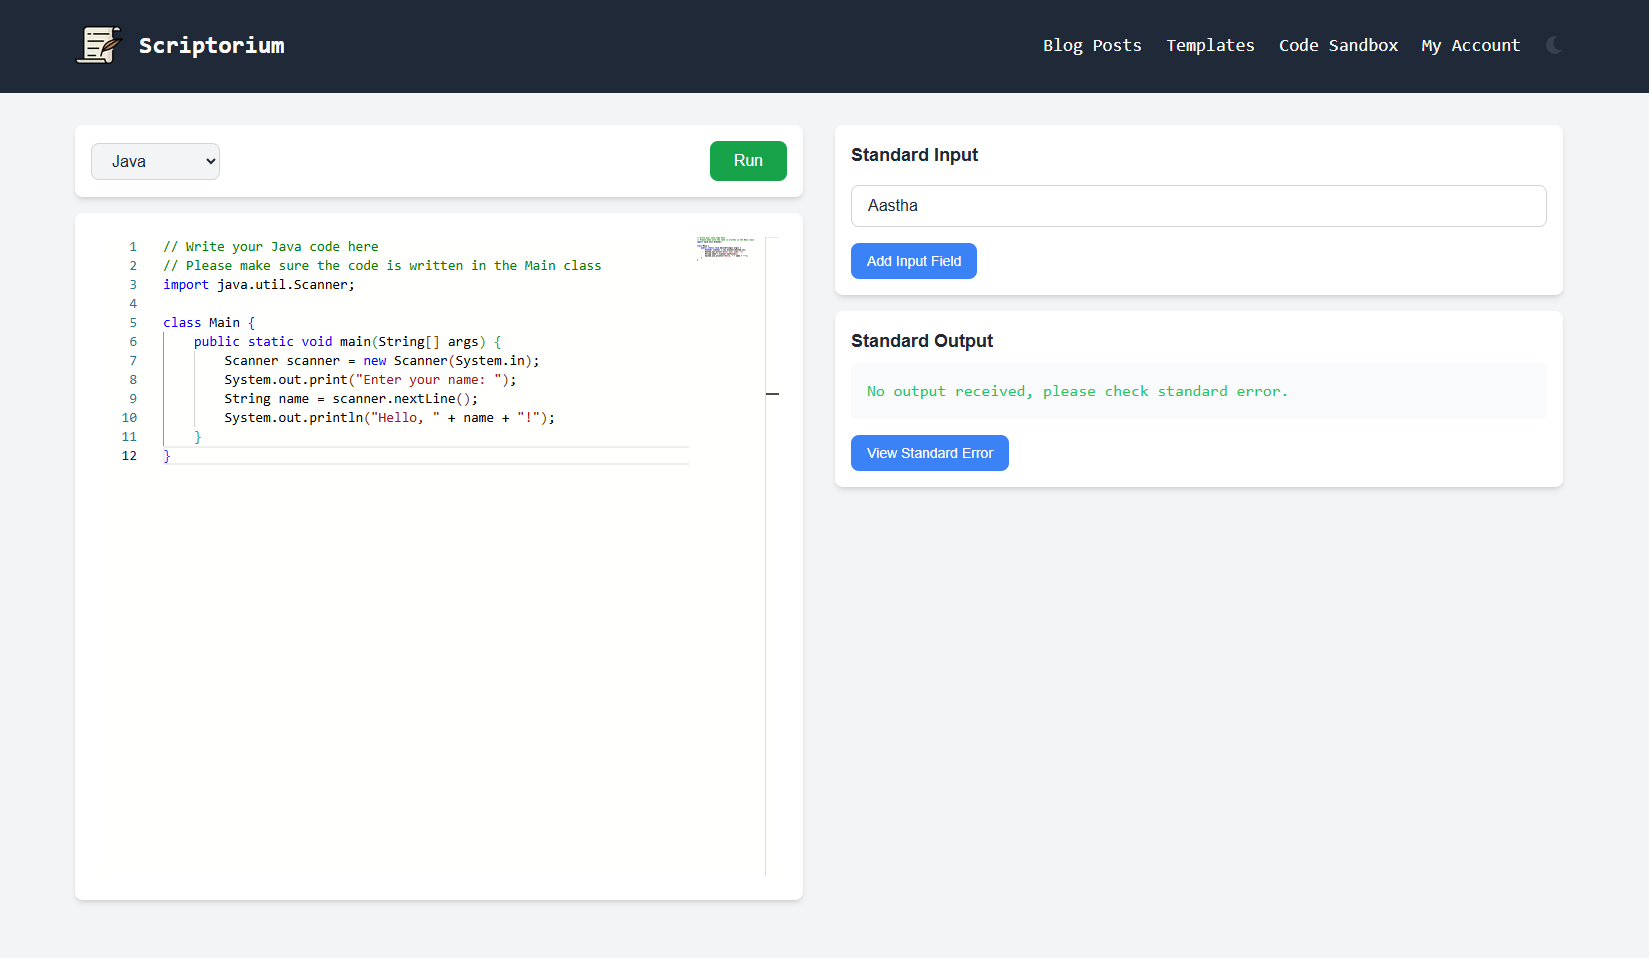 Scriptorium
Blog Posts Templates Code Sandbox My Account
Java
Run
1 // Write your Java code here
2 // Please make sure the code is written in the Main class
3 import java.util.Scanner;
4
5 class Main {
6     public static void main(String[] args) {
7         Scanner scanner = new Scanner(System.in);
8         System.out.print("Enter your name: ");
9         String name = scanner.nextLine();
10         System.out.println("Hello, " + name + "!");
11     }
12 }
Standard Input
Aastha
Add Input Field
Standard Output
No output received, please check standard error.
View Standard Error